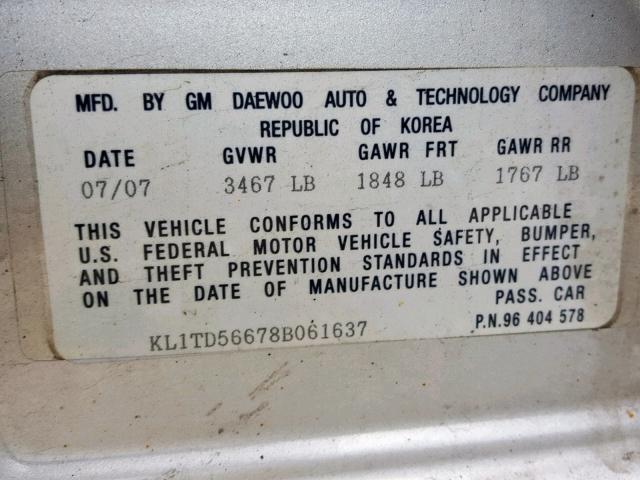 MFD. BY GM DAEWOO AUTO & TECHNOLOGY COMPANY
REPUBLIC OF KOREA
DATE GVWR GAWR FRT GAWR RR
07/07 3467 LB 1848 LB 1767 LB
THIS VEHICLE CONFORMS TO ALL APPLICABLE
U.S. FEDERAL MOTOR VEHICLE SAFETY, BUMPER,
AND THEFT PREVENTION STANDARDS IN EFFECT
ON THE DATE OF MANUFACTURE SHOWN ABOVE
PASS. CAR
KL1TD56678B061637
P.N.96 404 578